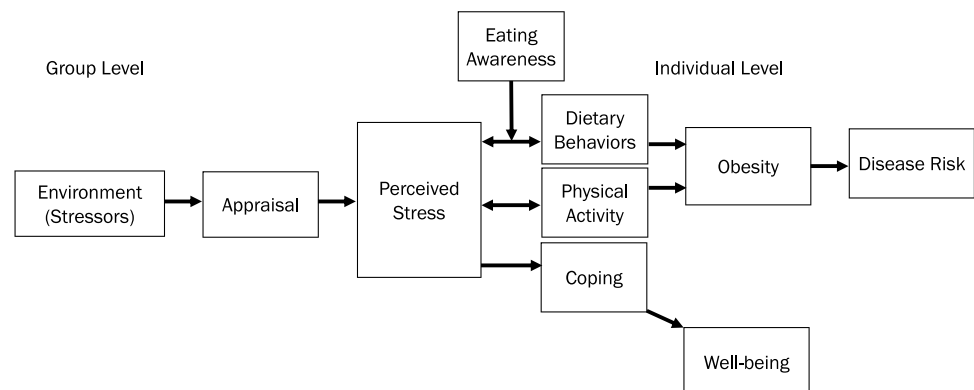 Eating
Awareness
Group Level
Individual Level
Dietary
Behaviors
Environment
(Stressors)
Appraisal
Perceived
Stress
Physical
Activity
Obesity
Disease Risk
Coping
Well-being